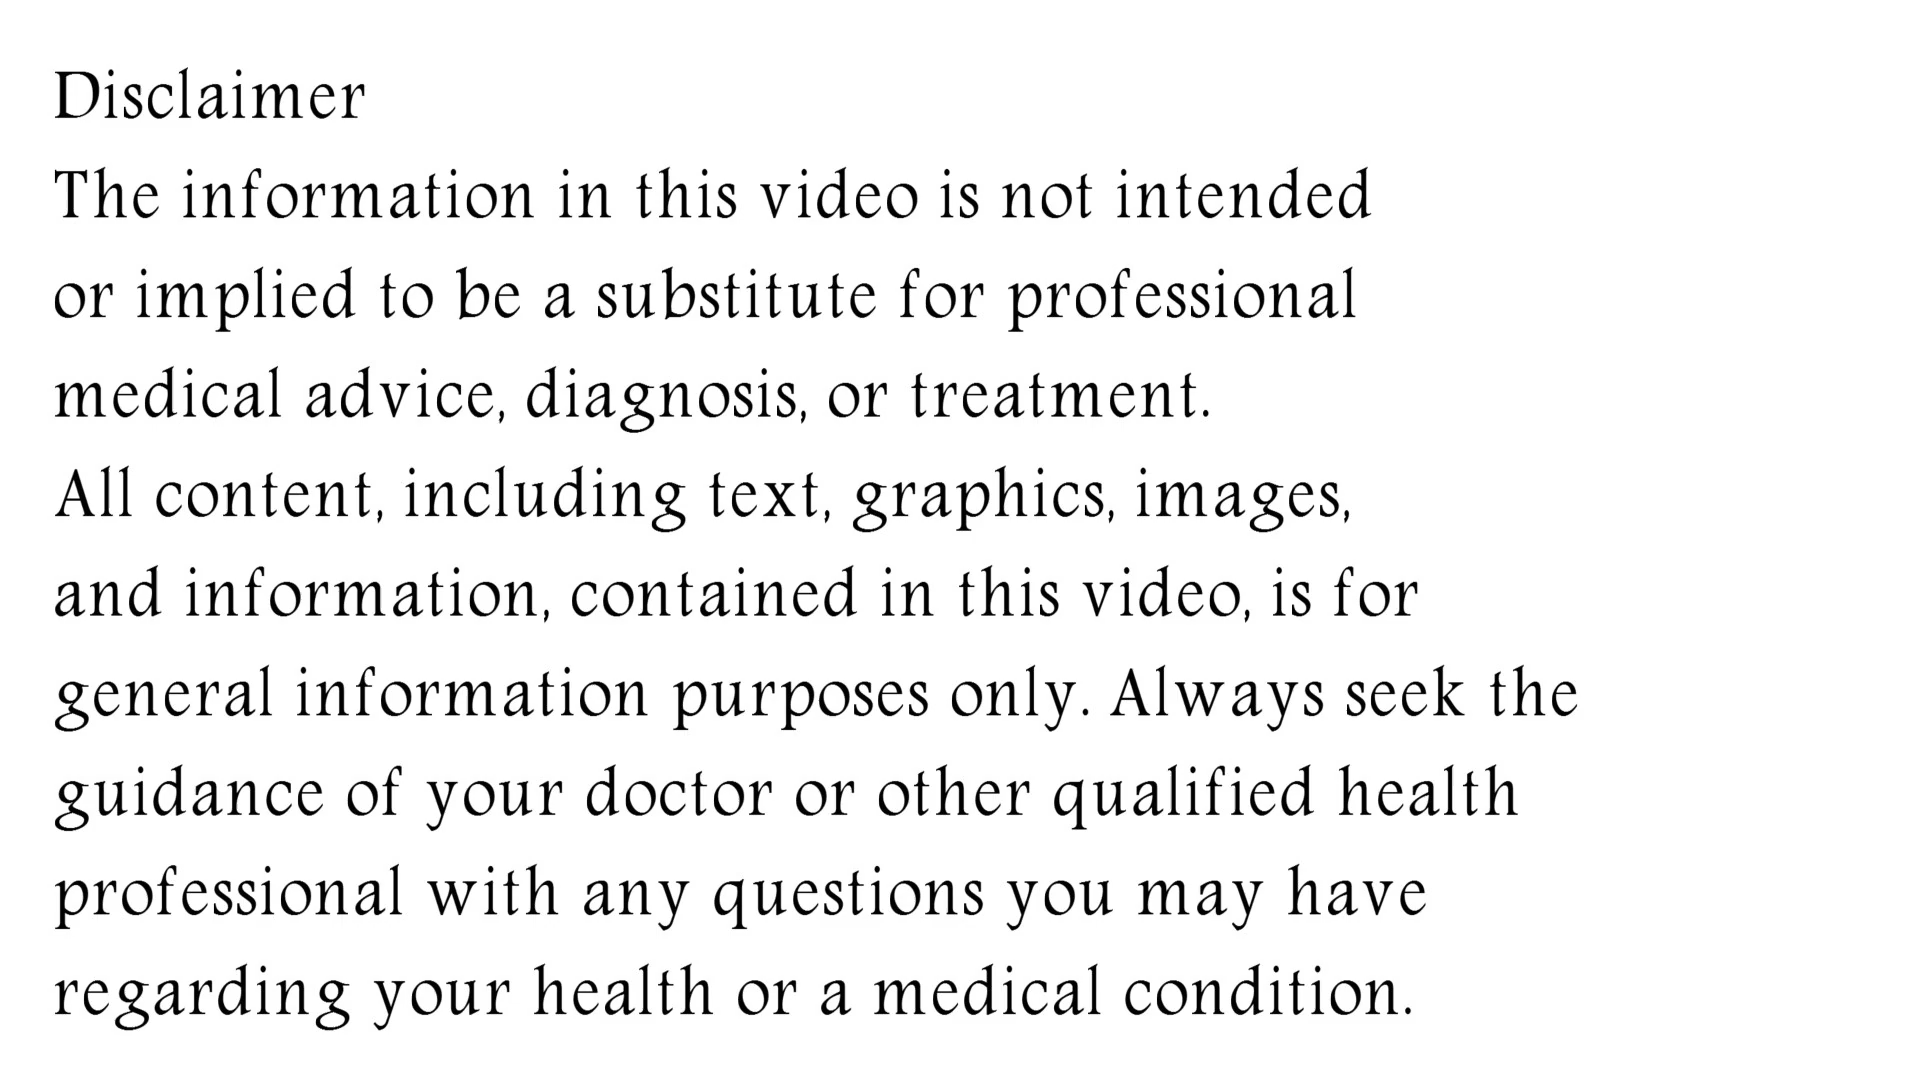 Disclaimer
The information in this video is not intended
or implied to be a substitute for professional
medical advice, diagnosis, or treatment.
All content, including text, graphics, images,
and information, contained in this video, is for
general information purposes only. Always seek the
guidance of your doctor or other qualified health
professional with any questions you may have
regarding your health or a medical condition.